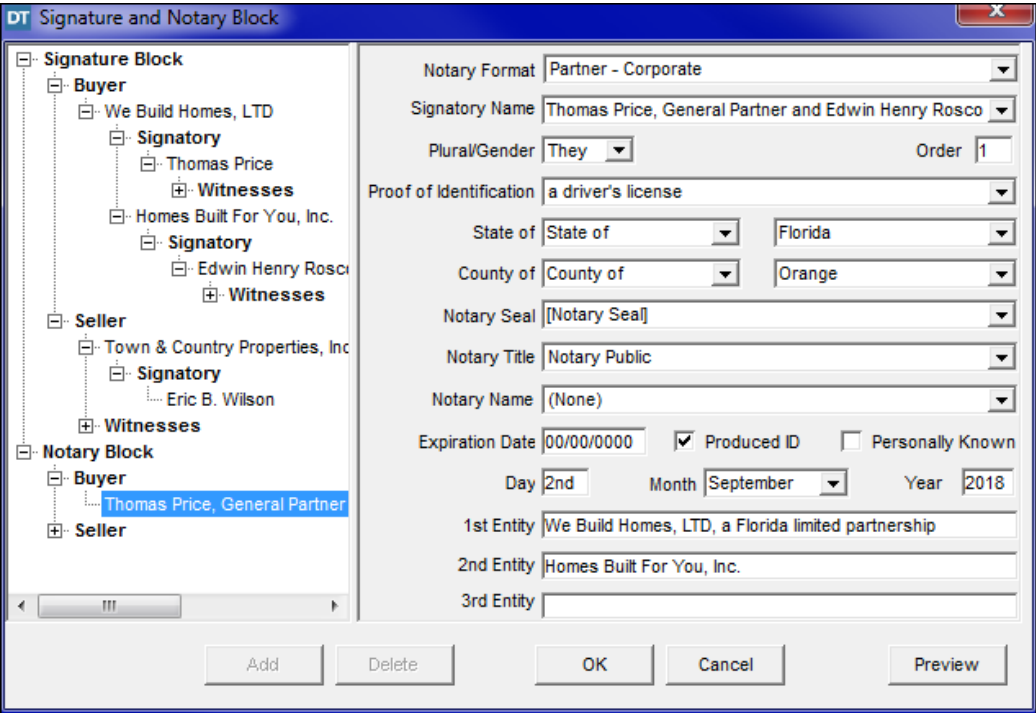 DT Signature and Notary Block
X
Signature Block
Buyer
We Build Homes, LTD
Signatory
Thomas Price
Witnesses
Homes Built For You, Inc.
Signatory
Edwin Henry Rosco
Witnesses
Seller
Town & Country Properties, Inc
Signatory
Eric B. Wilson
Witnesses
Notary Block
Buyer
Thomas Price, General Partner
Seller
Notary Format Partner - Corporate
Signatory Name Thomas Price, General Partner and Edwin Henry Rosco
Plural/Gender They Order 1
Proof of Identification a driver's license
State of State of Florida
County of County of Orange
Notary Seal [Notary Seal]
Notary Title Notary Public
Notary Name (None)
Expiration Date 00/00/0000 Produced ID Personally Known
Day 2nd Month September Year 2018
1st Entity We Build Homes, LTD, a Florida limited partnership
2nd Entity Homes Built For You, Inc.
3rd Entity
Add Delete OK Cancel Preview